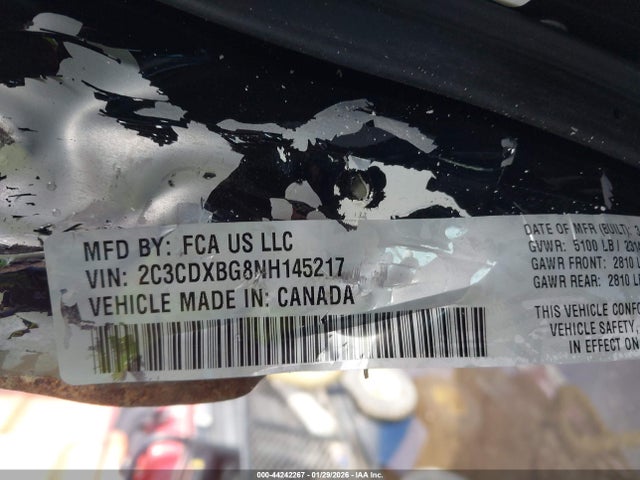 MFD BY: FCA US LLC
VIN: 2C3CDXBG8NH145217
VEHICLE MADE IN: CANADA
DATE OF MFR (BUILT):
GVWR: 5100 LB
GAWR FRONT: 2810
GAWR REAR: 2810
THIS VEHICLE
VEHICLE SAFETY,
IN EFFECT ON
000-44242267 - 01/29/2026 - IAA Inc.